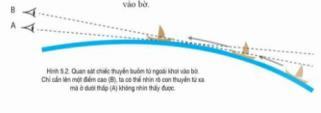 vào bờ.
B
A
Hình 5.2. Quan sát chiếc thuyền buồm từ ngoài khơi vào bờ.
Chỉ cần lên một điểm cao (B), ta có thể nhìn rõ con thuyền từ xa
mà ở dưới thấp (A) không nhìn thấy được.